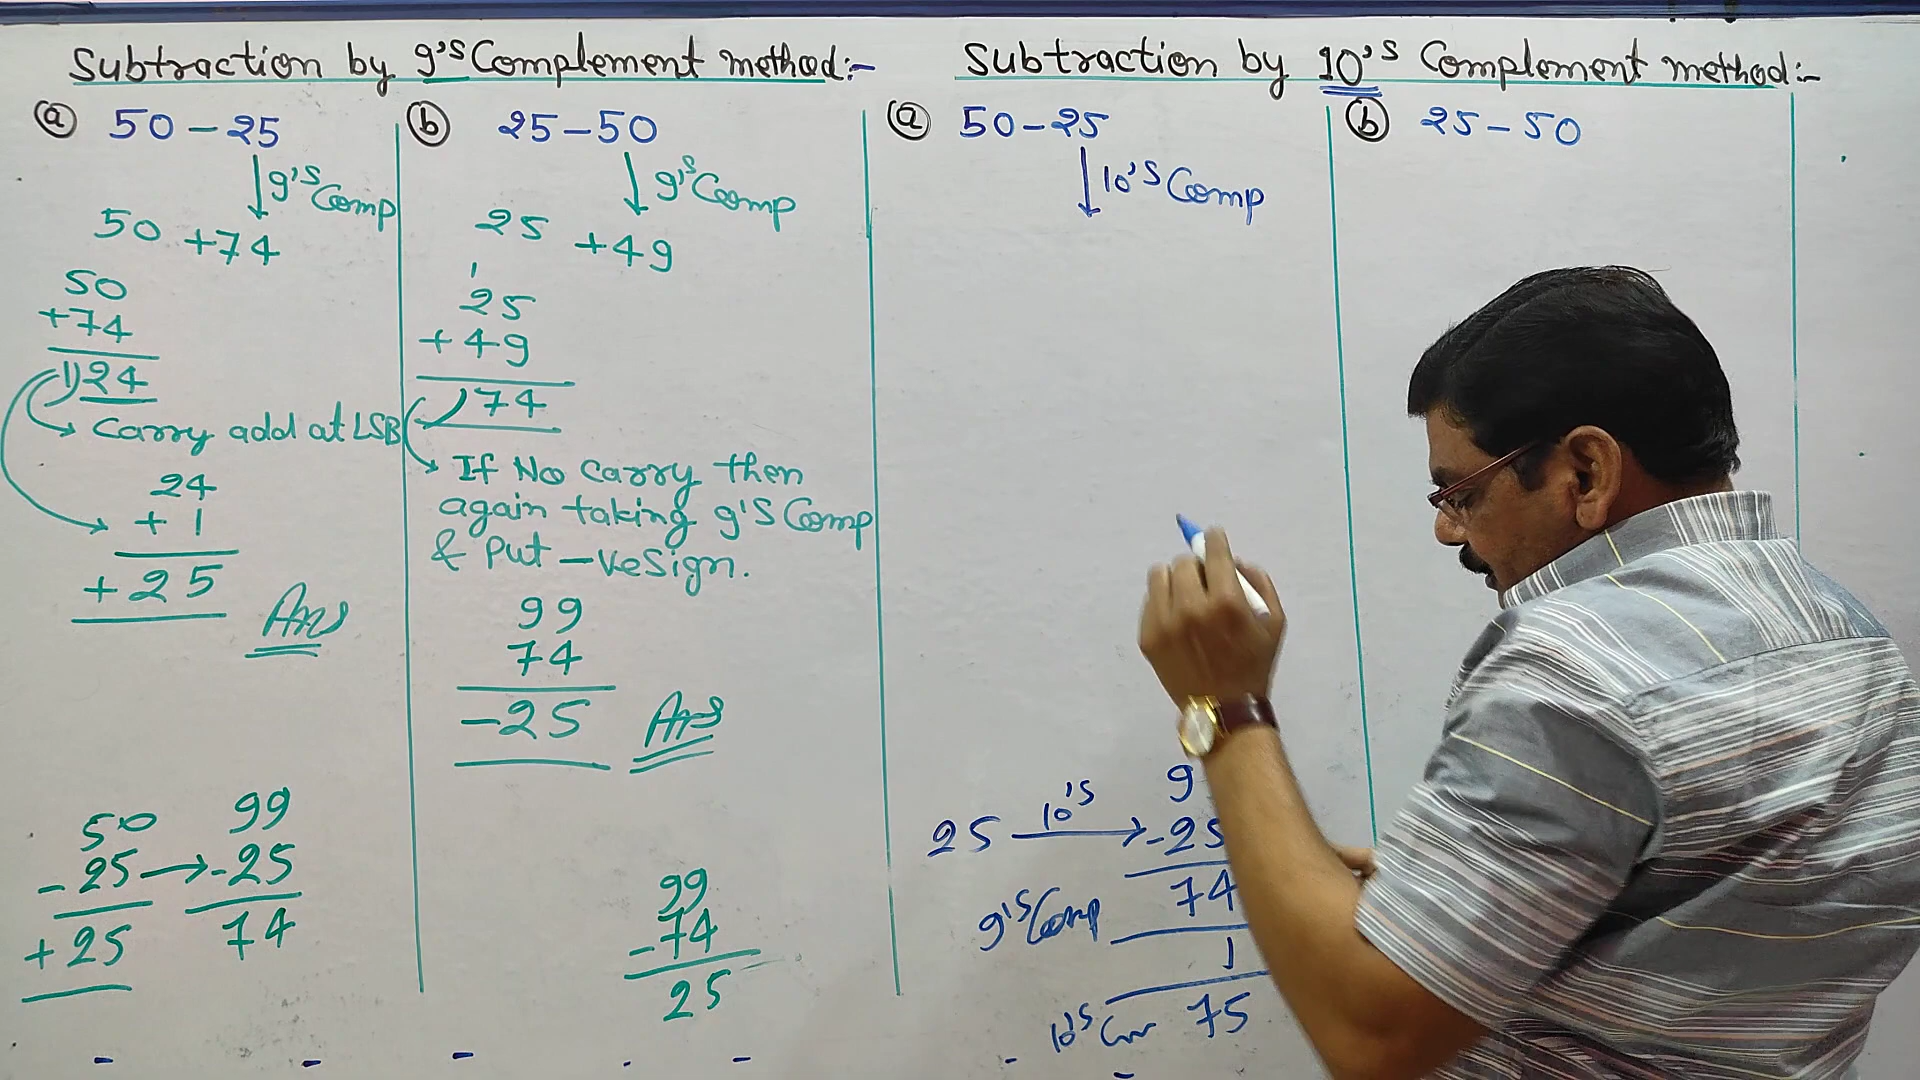 Subtraction by 9'S Complement method:-
(a) 50-25
↓ 9'S Comp
50 +74
50
+74
1)24
Carry add at LSB
24
+ 1
+25
Ans
50
-25
+25
99
-25
74
(b) 25-50
↓ 9'S Comp
25 +49
1
25
+49
74
If No Carry then
again taking 9'S Comp
& Put -ve Sign.
99
74
-25
Ans
99
-74
25
Subtraction by 10'S Complement method:-
(a) 50-25
↓ 10'S Comp
9
25 10'S → -25
9'S Comp 74
1
10'S 75
(b) 25-50